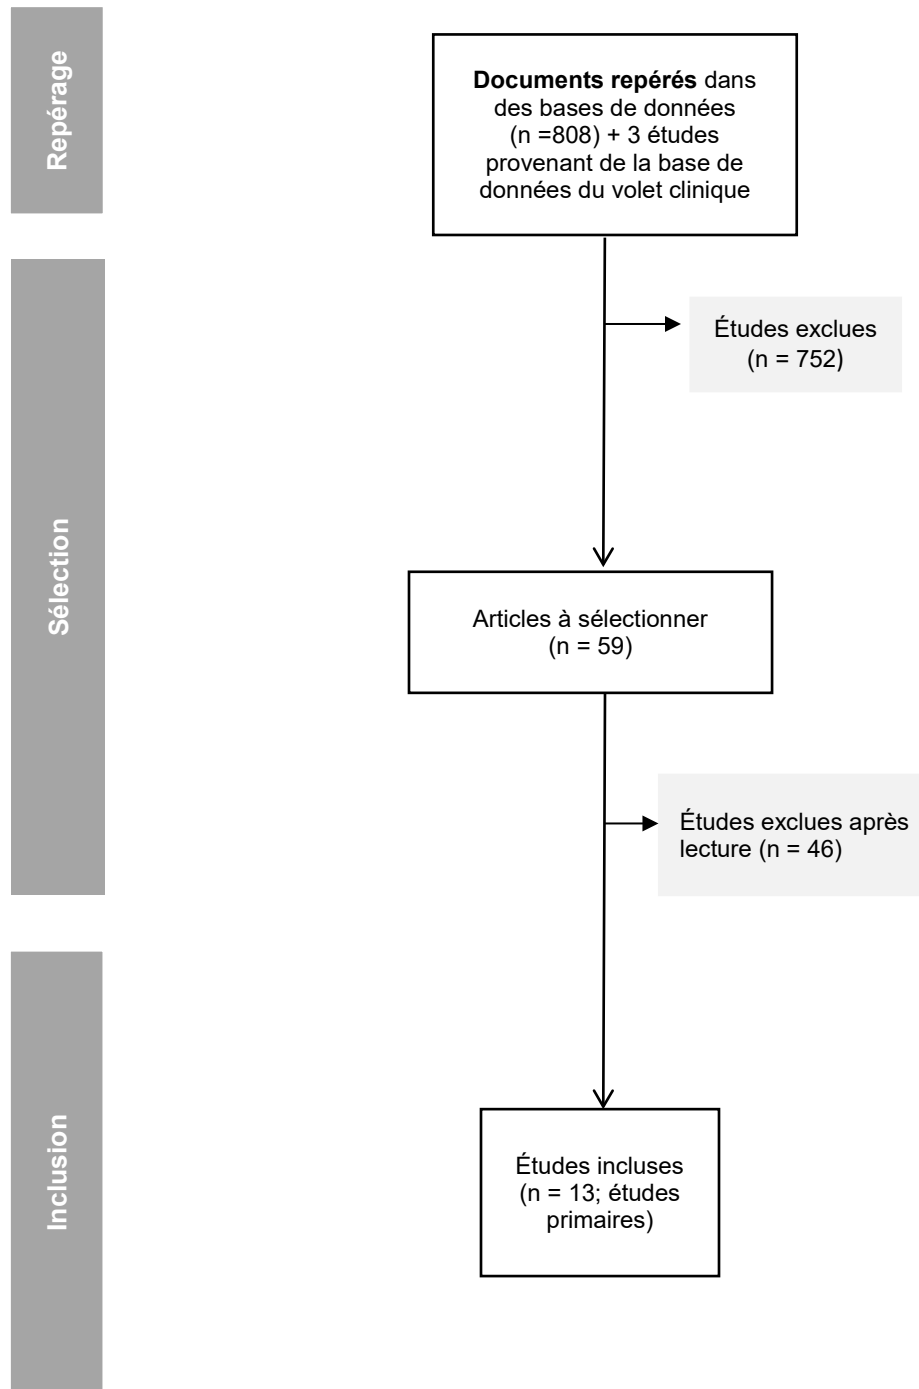 Repérage
Documents repérés dans
des bases de données
(n =808) + 3 études
provenant de la base de
données du volet clinique
Sélection
Études exclues
(n = 752)
Articles à sélectionner
(n = 59)
Études exclues après
lecture (n = 46)
Inclusion
Études incluses
(n = 13; études
primaires)